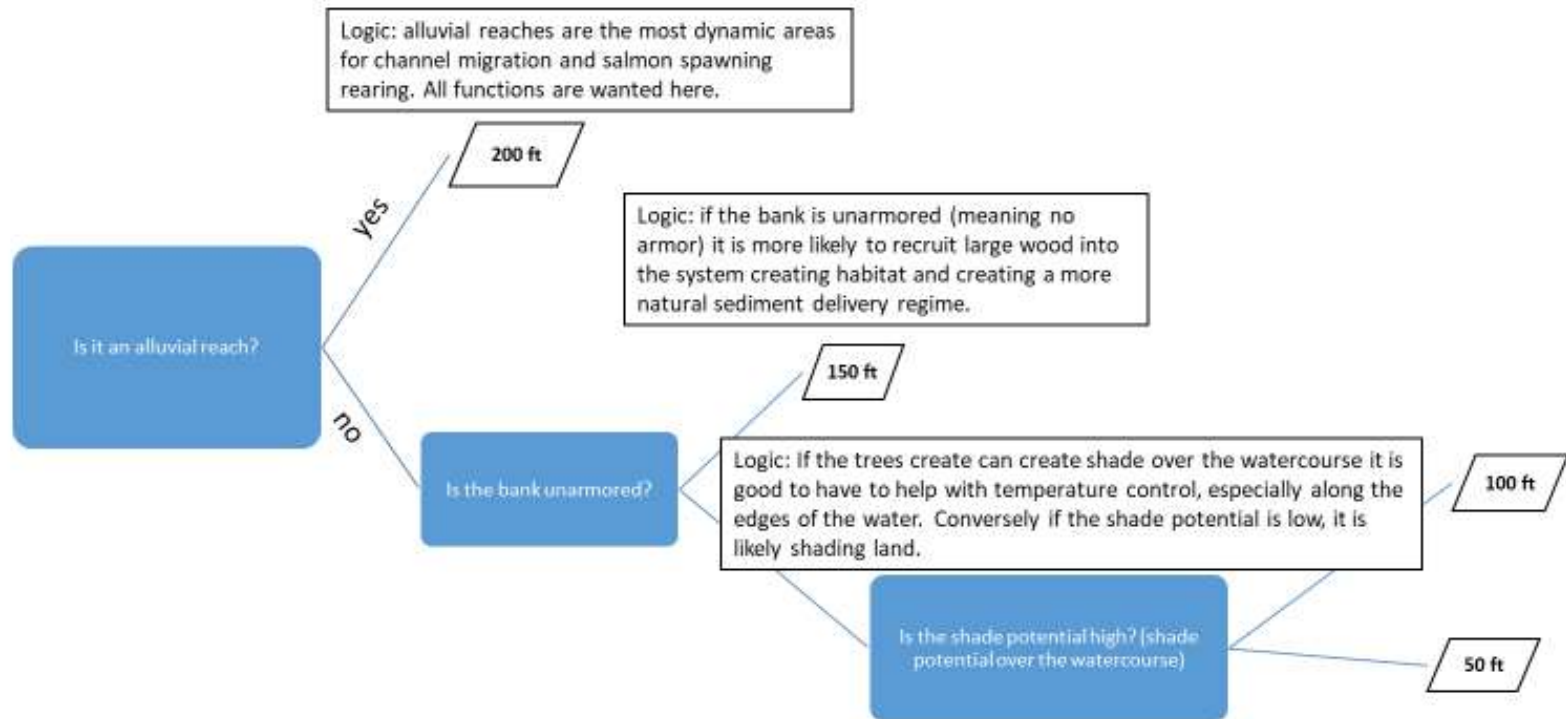 Logic: alluvial reaches are the most dynamic areas
for channel migration and salmon spawning
rearing. All functions are wanted here.
200 ft
yes
Logic: if the bank is unarmored (meaning no
armor) it is more likely to recruit large wood into
the system creating habitat and creating a more
natural sediment delivery regime.
Is it an alluvial reach?
150 ft
no
Is the bank unarmored?
Logic: If the trees create can create shade over the watercourse it is
good to have to help with temperature control, especially along the
edges of the water. Conversely if the shade potential is low, it is
likely shading land.
100 ft
Is the shade potential high? (shade
potential over the watercourse)
50 ft